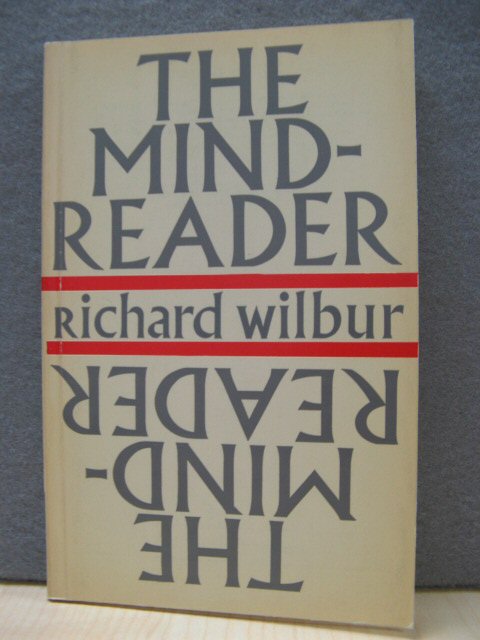 THE
MIND-
READER
Richard Wilbur
THE
MIND-
READER